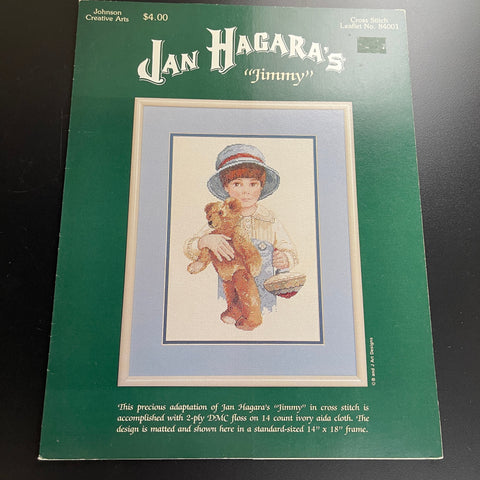 Johnson
Creative Arts
$4.00
Cross Stitch
Leaflet No. 84001
JAN HAGARA'S
"Jimmy"
© B and J Art Designs
This precious adaptation of Jan Hagara's "Jimmy" in cross stitch is
accomplished with 2-ply DMC floss on 14 count ivory aida cloth. The
design is matted and shown here in a standard-sized 14" x 18" frame.